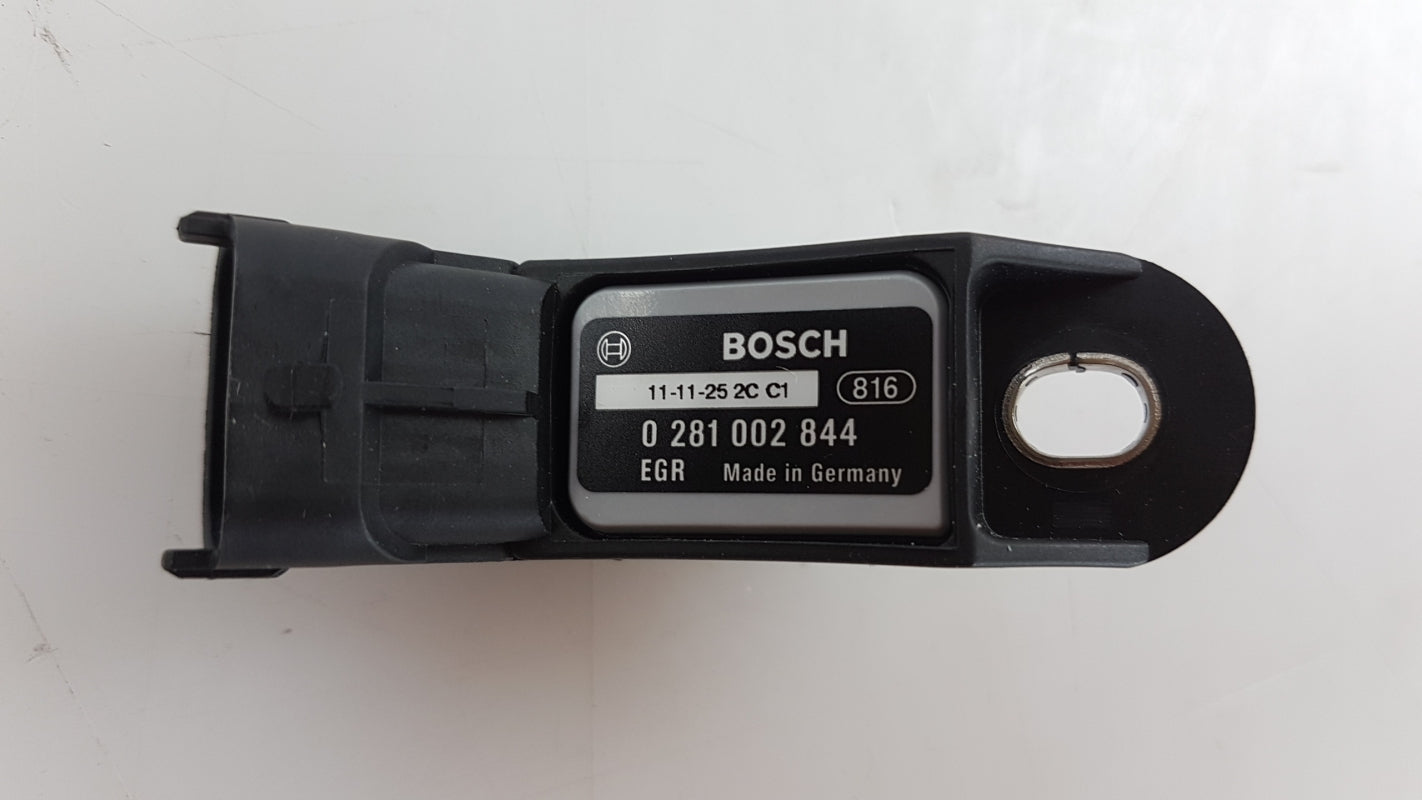 BOSCH
11-11-25 2C C1 816
0 281 002 844
EGR Made in Germany